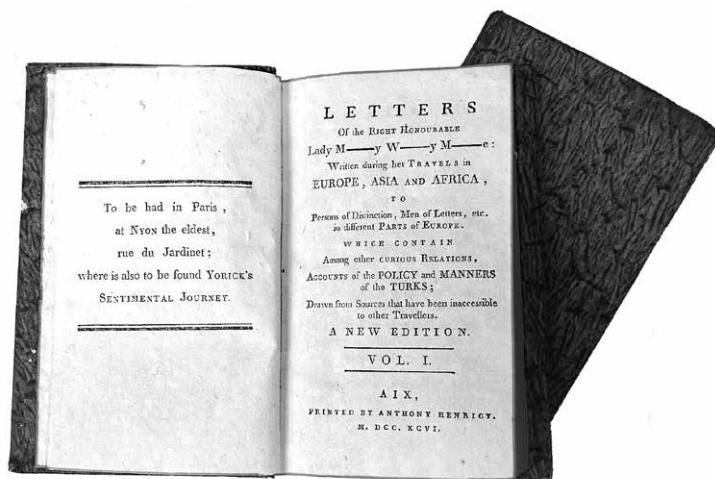 To be had in Paris ,
at Nyon the eldest,
rue du Jardinet ;
where is also to be found Yorick's
Sentimental Journey.
LETTERS
Of the Right Honourable
Lady M——y W——y M——e :
Written during her Travels in
EUROPE, ASIA AND AFRICA ,
TO
Persons of Distinction, Men of Letters, etc.
in different Parts of Europe.
WHICH CONTAIN
Among other curious Relations,
Accounts of the POLICY and MANNERS
of the TURKS ;
Drawn from Sources that have been inaccessible
to other Travellers.
A NEW EDITION.
VOL. I.
AIX,
PRINTED BY ANTHONY HENRICY.
M. DCC. XCVI.